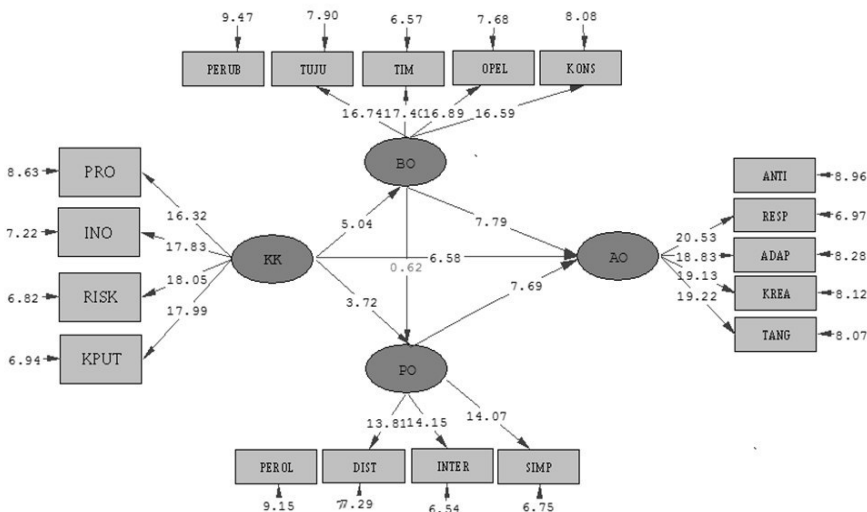 9.47 7.90 6.57 7.68 8.08
PERUB TUJU TIM OPEL KONS
16.74 17.40 16.89 16.59
8.63 PRO
BO
ANTI 8.96
16.32
7.22 INO
17.83
5.04
7.79
20.53
RESP 6.97
KK
6.58
AO
18.83
ADAP 8.28
6.82 RISK
18.05
0.62
19.13
KREA 8.12
17.99
3.72
7.69
19.22
6.94 KPUT
TANG 8.07
PO
13.81 14.15 14.07
PEROL DIST INTER SIMP
9.15 7.29 6.54 6.75